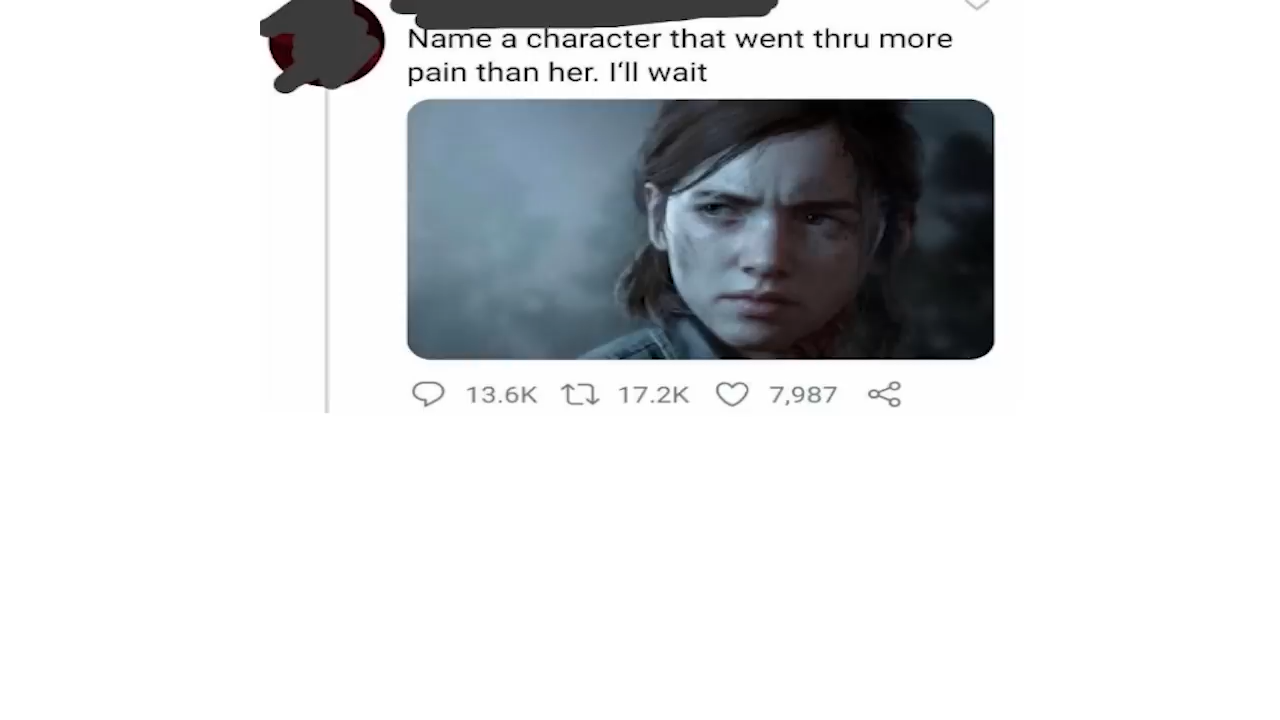 Name a character that went thru more
pain than her. I'll wait
13.6K 17.2K 7,987